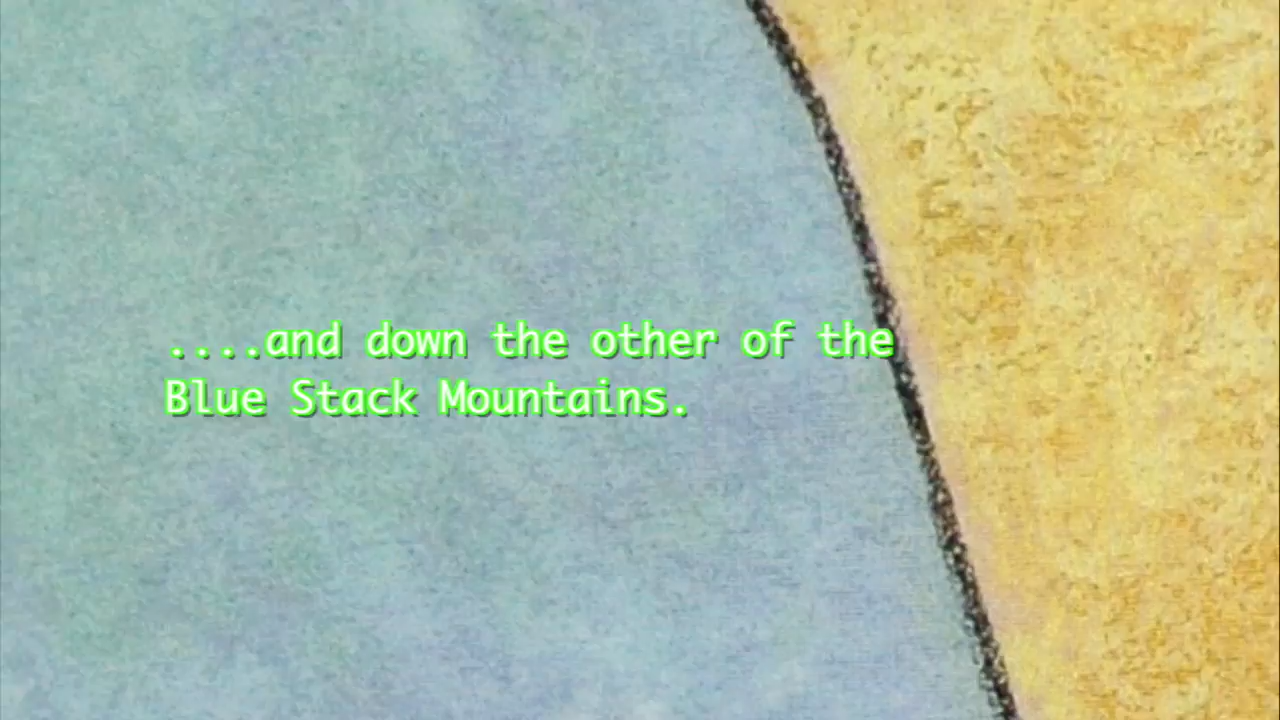 ....and down the other of the
Blue Stack Mountains.